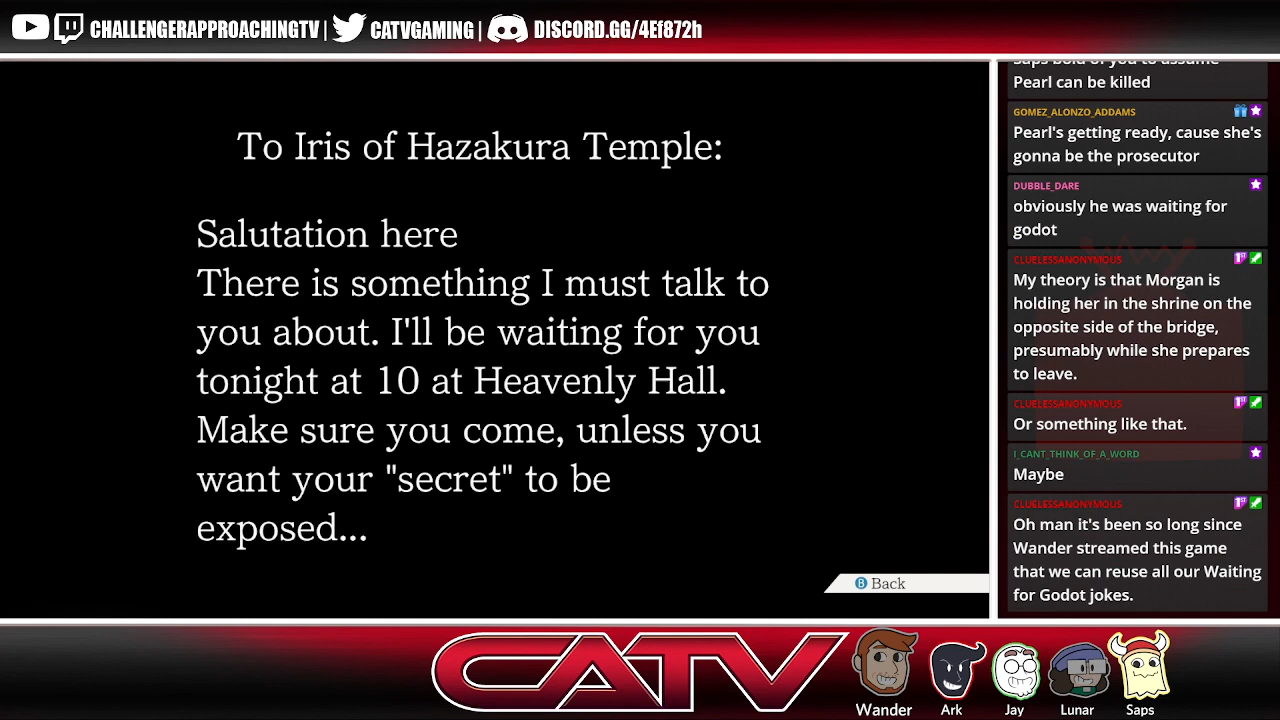 CHALLENGERAPPROACHINGTV | CATVGAMING | DISCORD.GG/4Ef872h
To Iris of Hazakura Temple:
Salutation here
There is something I must talk to
you about. I'll be waiting for you
tonight at 10 at Heavenly Hall.
Make sure you come, unless you
want your "secret" to be
exposed...
B Back
Pearl can be killed
GOMEZ_ALONZO_ADDAMS
Pearl's getting ready, cause she's
gonna be the prosecutor
DUBBLE_DARE
obviously he was waiting for
godot
CLUELESSANONYMOUS
My theory is that Morgan is
holding her in the shrine on the
opposite side of the bridge,
presumably while she prepares
to leave.
CLUELESSANONYMOUS
Or something like that.
I_CANT_THINK_OF_A_WORD
Maybe
CLUELESSANONYMOUS
Oh man it's been so long since
Wander streamed this game
that we can reuse all our Waiting
for Godot jokes.
CATV
Wander Ark Jay Lunar Saps